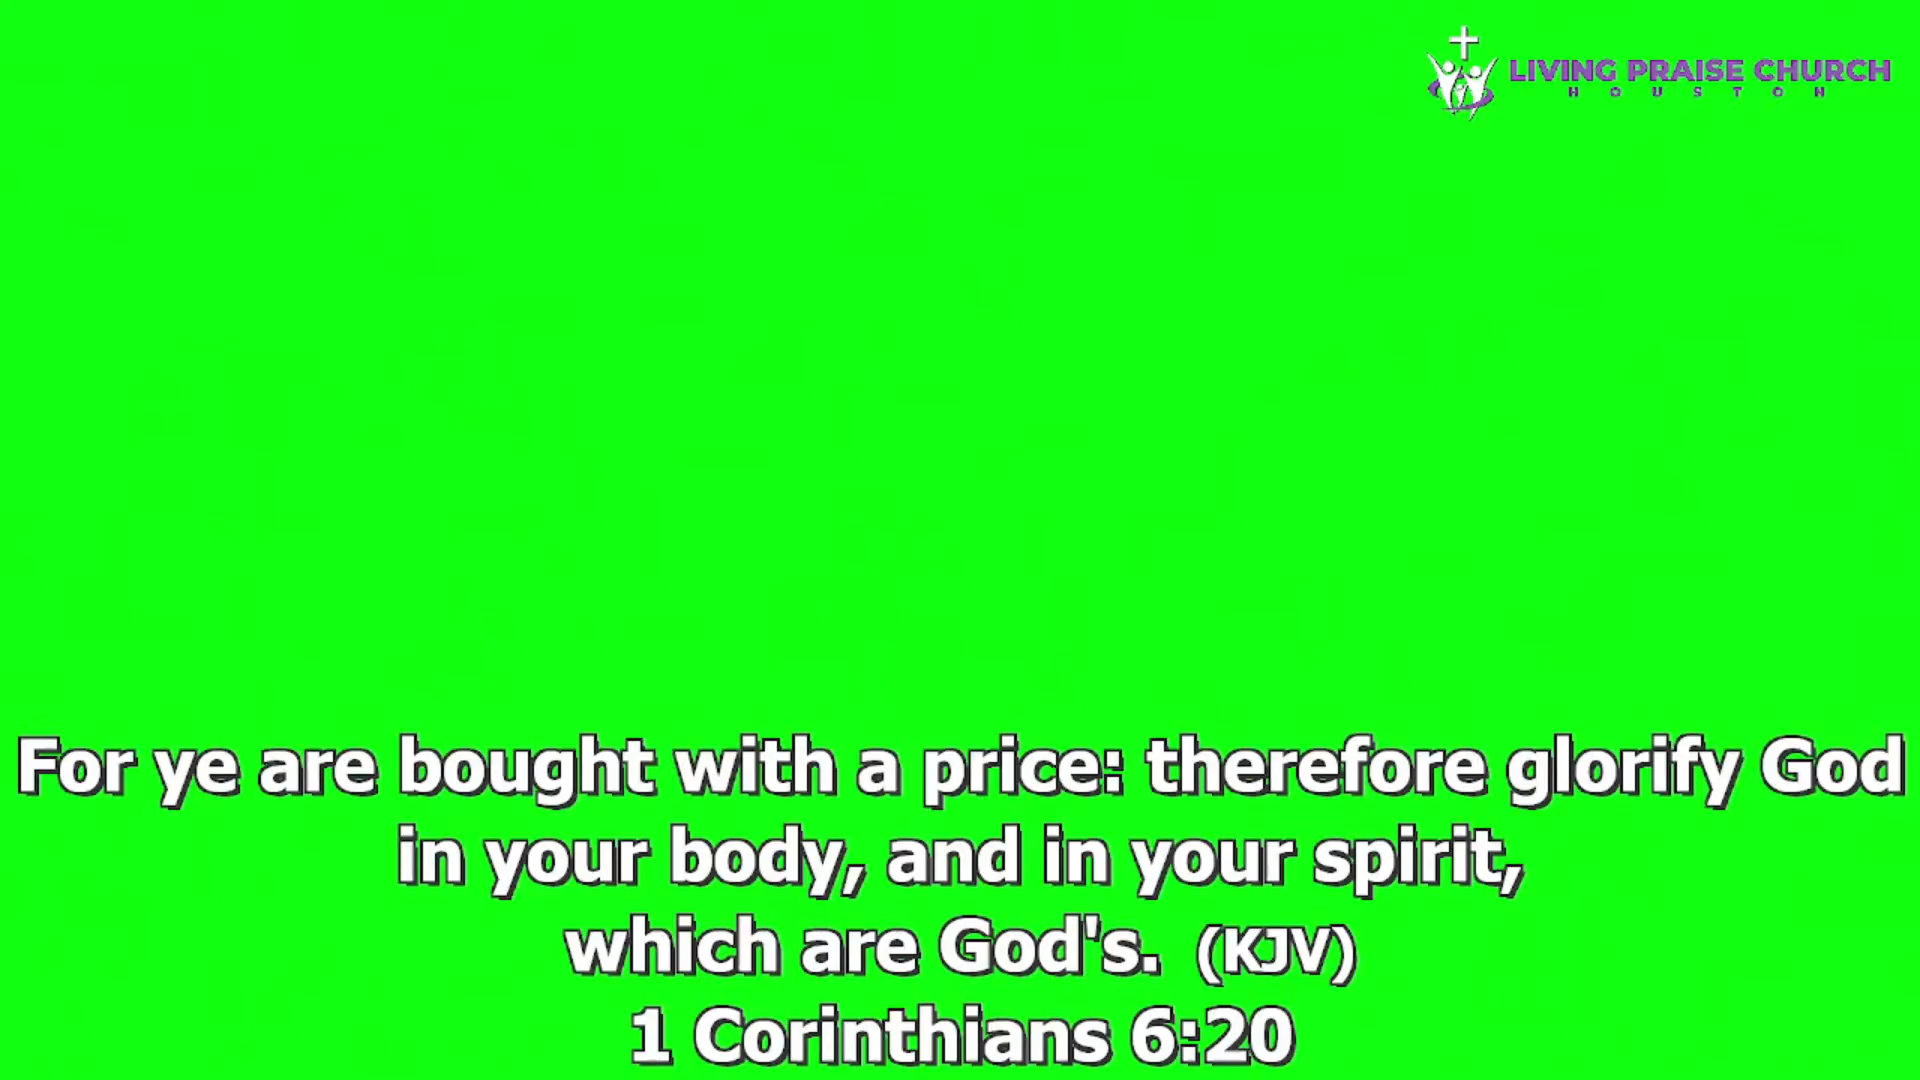 LIVING PRAISE CHURCH
HOUSTON
For ye are bought with a price: therefore glorify God
in your body, and in your spirit,
which are God's. (KJV)
1 Corinthians 6:20